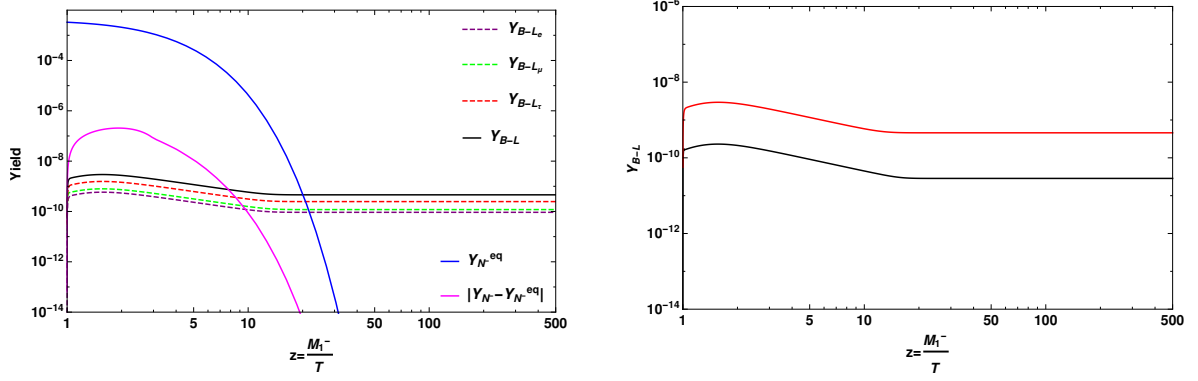 Yield
10⁻⁴
10⁻⁶
10⁻⁸
10⁻¹⁰
10⁻¹²
10⁻¹⁴
Y_{B-L_e}
Y_{B-L_μ}
Y_{B-L_τ}
Y_{B-L}
Y_{N⁻}^{eq}
|Y_{N⁻}-Y_{N⁻}^{eq}|
1 5 10 50 100 500
z=M₁⁻/T
Y_{B-L}
10⁻⁶
10⁻⁸
10⁻¹⁰
10⁻¹²
10⁻¹⁴
1 5 10 50 100 500
z=M₁⁻/T